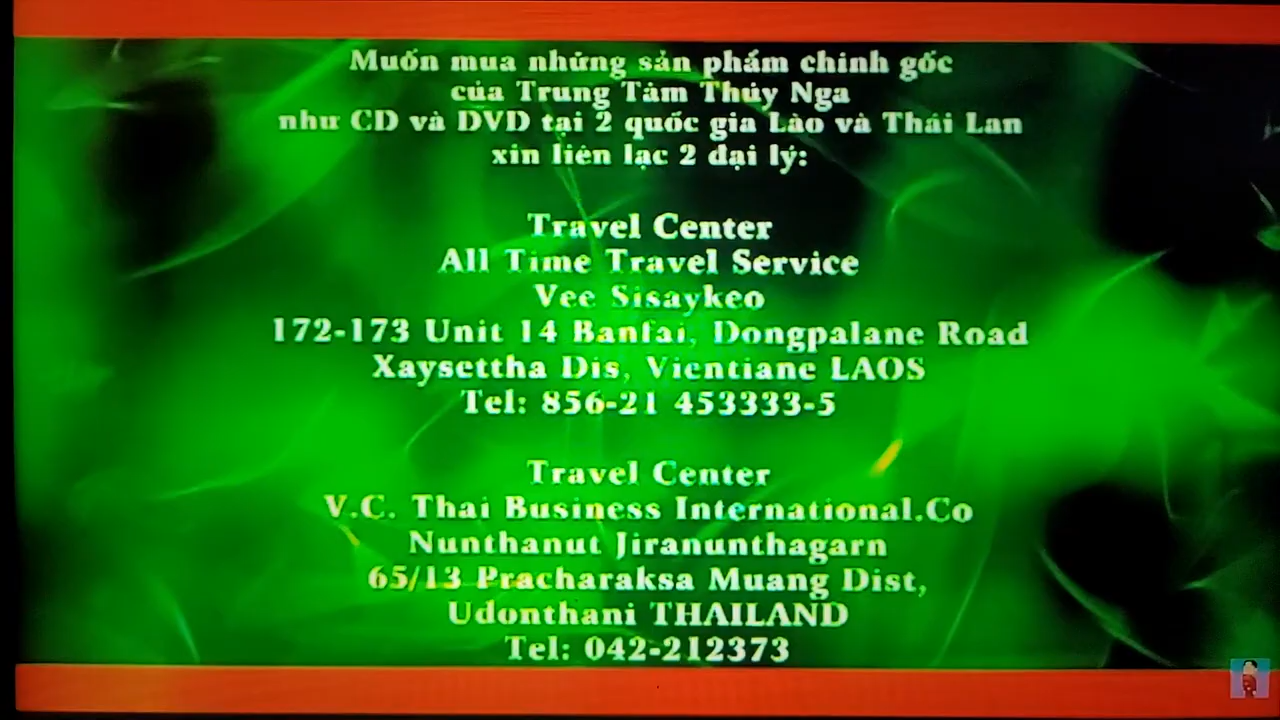 Muốn mua những sản phẩm chính gốc
của Trung Tâm Thúy Nga
như CD và DVD tại 2 quốc gia Lào và Thái Lan
xin liên lạc 2 đại lý:
Travel Center
All Time Travel Service
Vee Sisaykeo
172-173 Unit 14 Banfai, Dongpalane Road
Xaysettha Dis, Vientiane LAOS
Tel: 856-21 453333-5
Travel Center
V.C. Thai Business International.Co
Nunthanut Jiranunthagarn
65/13 Pracharaksa Muang Dist,
Udonthani THAILAND
Tel: 042-212373